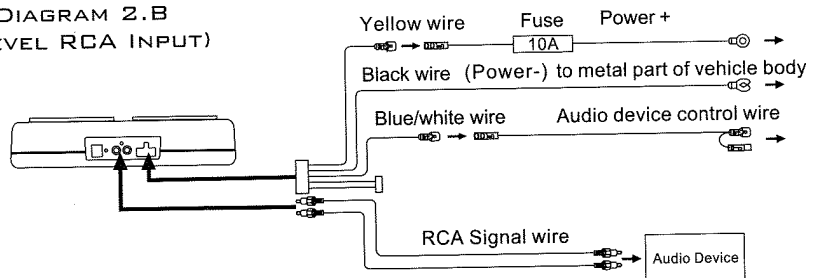 DIAGRAM 2.B
EVEL RCA INPUT)
Yellow wire
Fuse
Power +
10A
Black wire (Power-) to metal part of vehicle body
Blue/white wire
Audio device control wire
RCA Signal wire
Audio Device